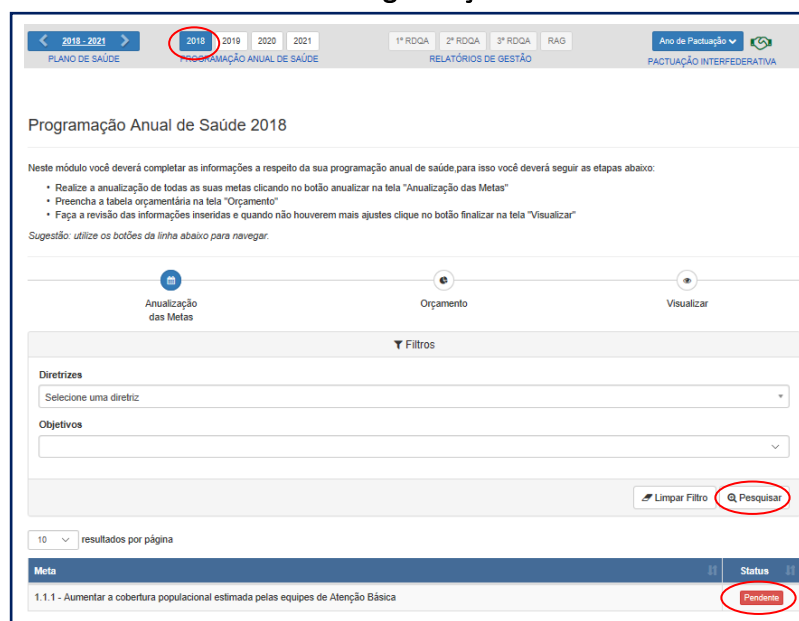 2018 - 2021
2018 2019 2020 2021
1º RDQA 2º RDQA 3º RDQA RAG
Ano de Pactuação
PLANO DE SAÚDE
PROGRAMAÇÃO ANUAL DE SAÚDE
RELATÓRIOS DE GESTÃO
PACTUAÇÃO INTERFEDERATIVA
Programação Anual de Saúde 2018
Neste módulo você deverá completar as informações a respeito da sua programação anual de saúde,para isso você deverá seguir as etapas abaixo:
• Realize a anualização de todas as suas metas clicando no botão anualizar na tela "Anualização das Metas"
• Preencha a tabela orçamentária na tela "Orçamento"
• Faça a revisão das informações inseridas e quando não houverem mais ajustes clique no botão finalizar na tela "Visualizar"
Sugestão: utilize os botões da linha abaixo para navegar.
Anualização
das Metas
Orçamento
Visualizar
Filtros
Diretrizes
Selecione uma diretriz
Objetivos
Limpar Filtro
Pesquisar
10 resultados por página
Meta Status
1.1.1 - Aumentar a cobertura populacional estimada pelas equipes de Atenção Básica Pendente